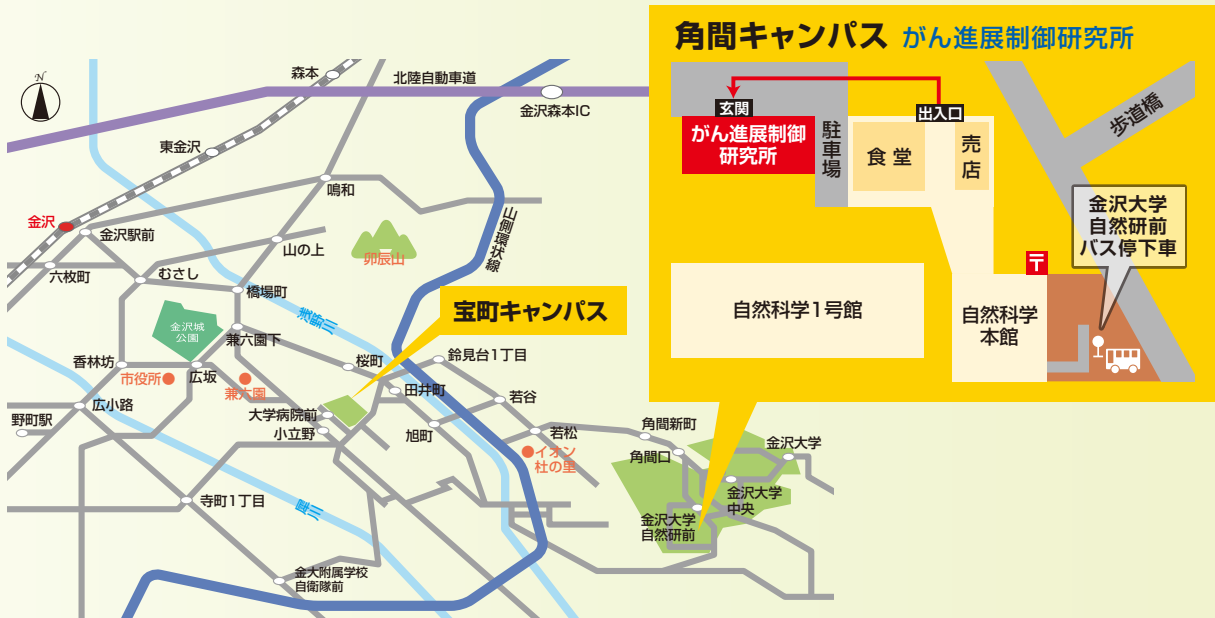 角間キャンパス がん進展制御研究所
玄関
がん進展制御
研究所
駐車場
出入口
食堂
売店
歩道橋
金沢大学
自然研前
バス停下車
〒
自然科学1号館
自然科学
本館
N
森本
北陸自動車道
金沢森本IC
東金沢
鳴和
金沢
金沢駅前
山の上
卯辰山
山側環状線
六枚町
むさし
橋場町
浅野川
宝町キャンパス
金沢城
公園
兼六園下
香林坊
市役所
広坂
兼六園
桜町
鈴見台1丁目
田井町
若谷
野町駅
広小路
大学病院前
小立野
旭町
若松
イオン
杜の里
角間新町
角間口
金沢大学
金沢大学
中央
金沢大学
自然研前
寺町1丁目
犀川
金大附属学校
自衛隊前